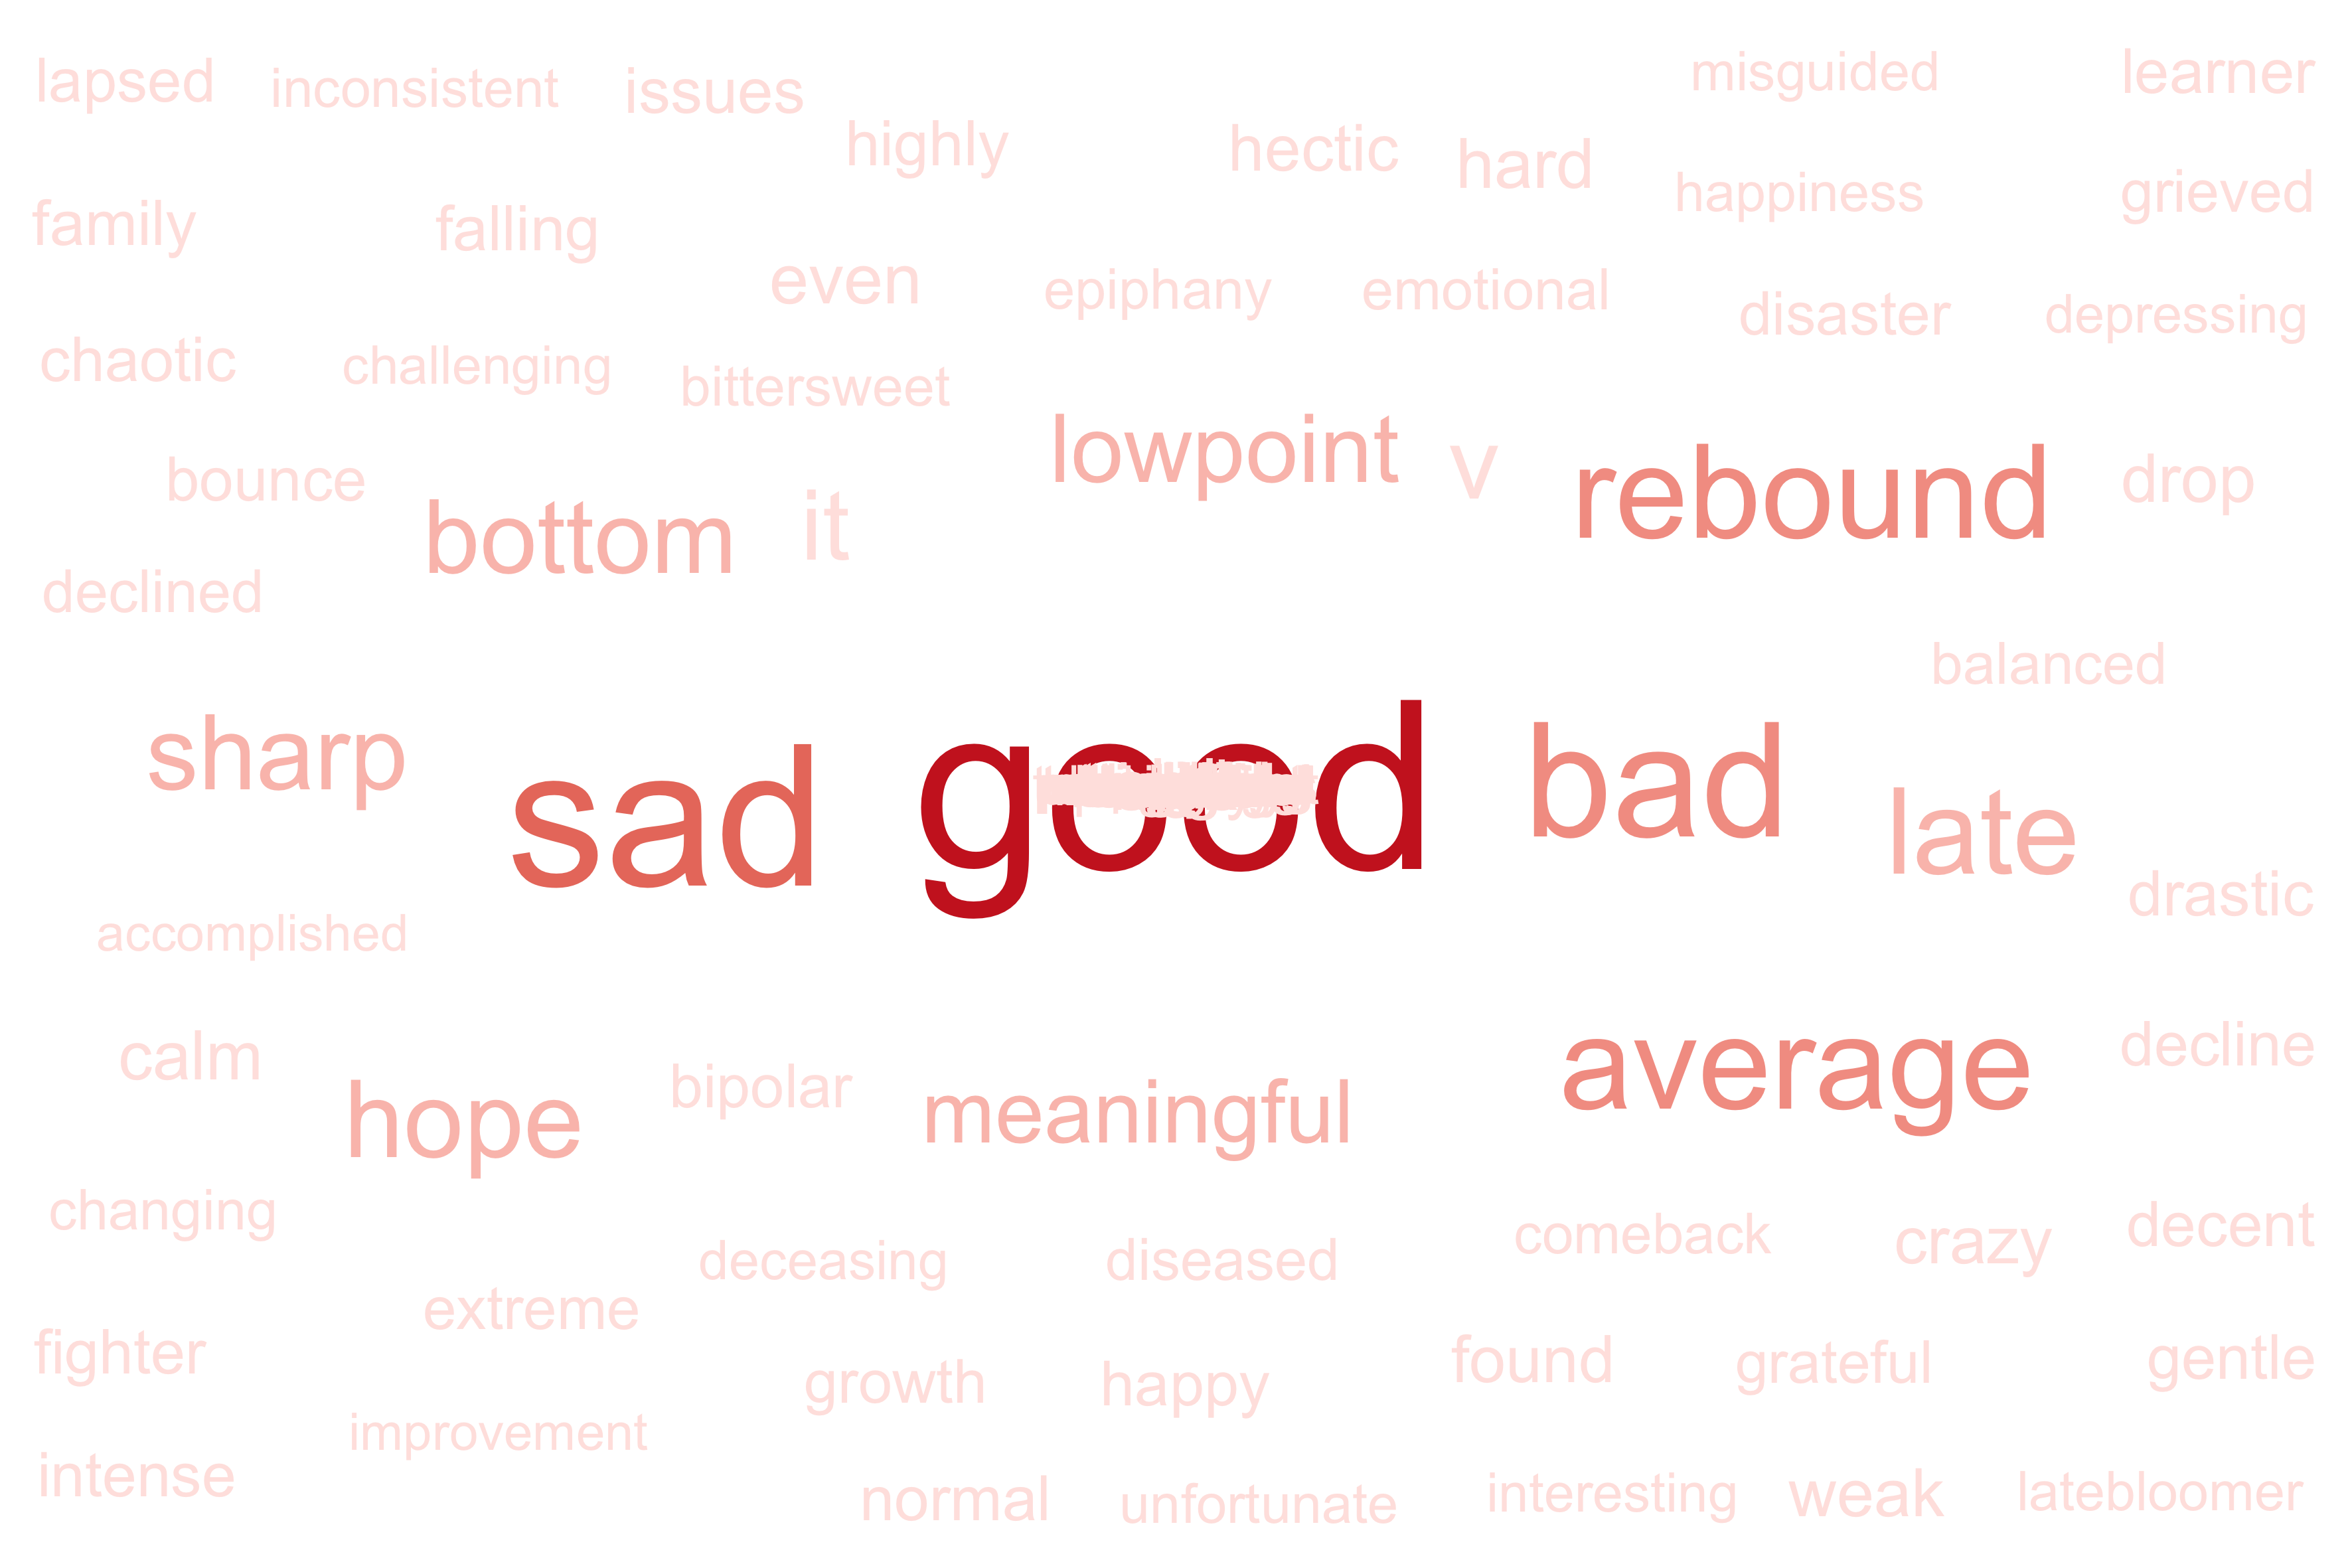 lapsed inconsistent issues misguided learner
highly hectic hard
family falling happiness grieved
even epiphany emotional disaster depressing
chaotic challenging bittersweet
lowpoint v rebound drop
bounce bottom it
declined
balanced
sharp sad good bad late
accomplished drastic
calm hope bipolar meaningful average decline
changing deceasing diseased comeback crazy decent
extreme
fighter growth happy found grateful gentle
improvement
intense normal unfortunate interesting weak latebloomer